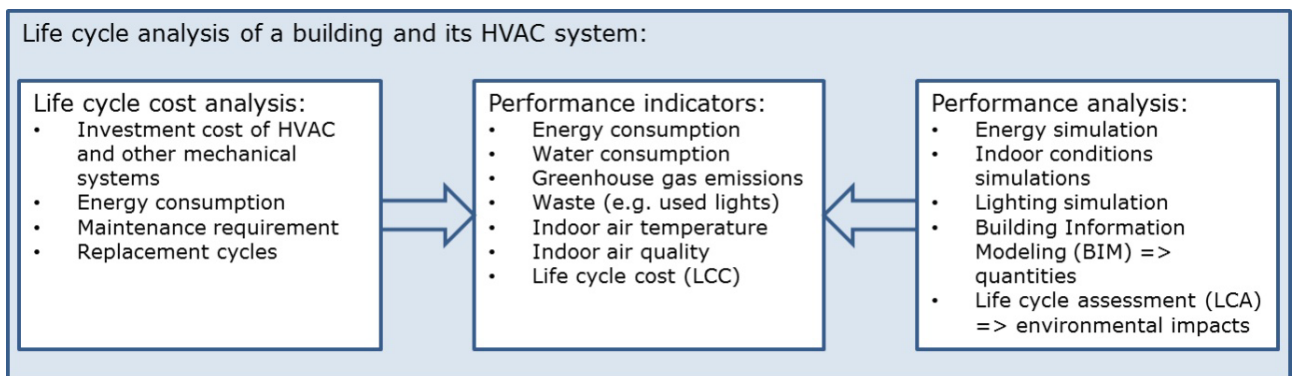 Life cycle analysis of a building and its HVAC system:
Life cycle cost analysis:
• Investment cost of HVAC
and other mechanical
systems
• Energy consumption
• Maintenance requirement
• Replacement cycles
Performance indicators:
• Energy consumption
• Water consumption
• Greenhouse gas emissions
• Waste (e.g. used lights)
• Indoor air temperature
• Indoor air quality
• Life cycle cost (LCC)
Performance analysis:
• Energy simulation
• Indoor conditions
simulations
• Lighting simulation
• Building Information
Modeling (BIM) =>
quantities
• Life cycle assessment (LCA)
=> environmental impacts